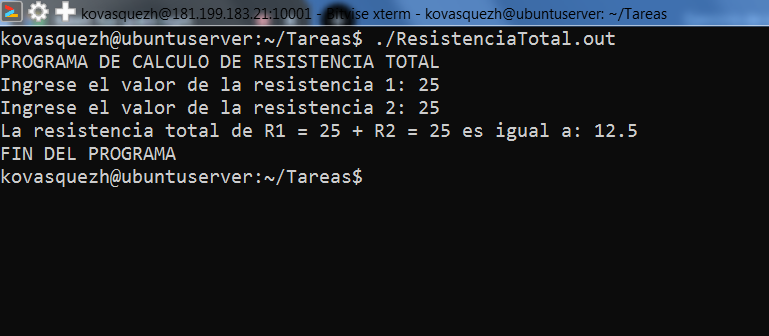 kovasquezh@181.199.183.21:10001 - Bitvise xterm - kovasquezh@ubuntuserver: ~/Tareas
kovasquezh@ubuntuserver:~/Tareas$ ./ResistenciaTotal.out
PROGRAMA DE CALCULO DE RESISTENCIA TOTAL
Ingrese el valor de la resistencia 1: 25
Ingrese el valor de la resistencia 2: 25
La resistencia total de R1 = 25 + R2 = 25 es igual a: 12.5
FIN DEL PROGRAMA
kovasquezh@ubuntuserver:~/Tareas$